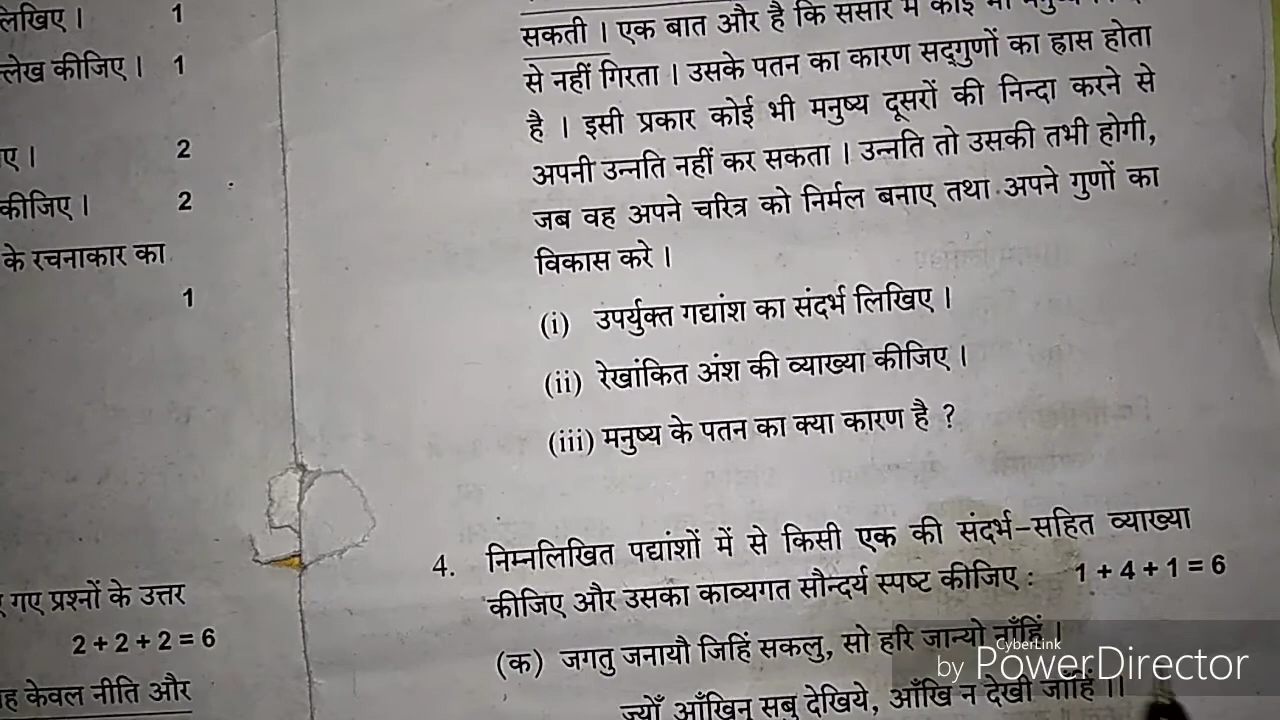 लेखिए । 1
ल्लेख कीजिए । 1
ए । 2
कीजिए । 2
के रचनाकार का
1
गए प्रश्नों के उत्तर
2 + 2 + 2 = 6
ह केवल नीति और
सकती । एक बात और है कि संसार में कोई भी
से नहीं गिरता । उसके पतन का कारण सद्गुणों का ह्रास होता
है । इसी प्रकार कोई भी मनुष्य दूसरों की निन्दा करने से
अपनी उन्नति नहीं कर सकता । उन्नति तो उसकी तभी होगी,
जब वह अपने चरित्र को निर्मल बनाए तथा अपने गुणों का
विकास करे ।
(i) उपर्युक्त गद्यांश का संदर्भ लिखिए ।
(ii) रेखांकित अंश की व्याख्या कीजिए ।
(iii) मनुष्य के पतन का क्या कारण है ?
4. निम्नलिखित पद्यांशों में से किसी एक की संदर्भ-सहित व्याख्या
कीजिए और उसका काव्यगत सौन्दर्य स्पष्ट कीजिए : 1 + 4 + 1 = 6
(क) जगतु जनायौ जिहिं सकलु, सो हरि जान्यो नाँहिं ।
ज्यौं आँखिनु सबु देखिये, आँखि न देखी जाँहिं ।।
CyberLink
by PowerDirector